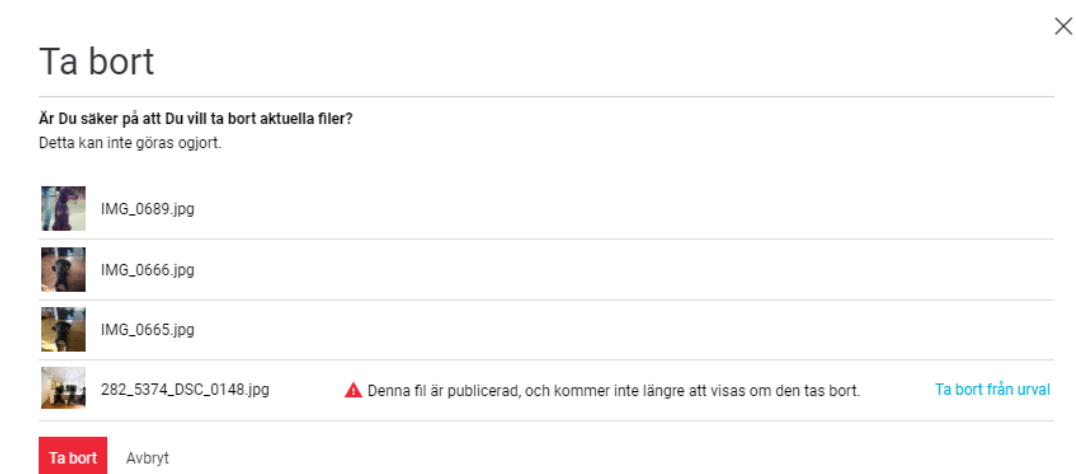 Ta bort
Är Du säker på att Du vill ta bort aktuella filer?
Detta kan inte göras ogjort.
IMG_0689.jpg
IMG_0666.jpg
IMG_0665.jpg
282_5374_DSC_0148.jpg Denna fil är publicerad, och kommer inte längre att visas om den tas bort. Ta bort från urval
Ta bort Avbryt